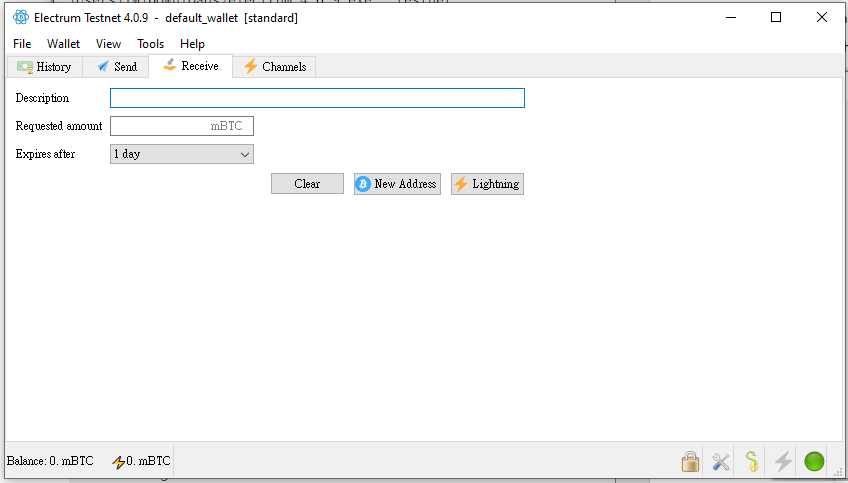 Electrum Testnet 4.0.9 - default_wallet [standard]
File Wallet View Tools Help
History Send Receive Channels
Description
Requested amount mBTC
Expires after 1 day
Clear New Address Lightning
Balance: 0. mBTC 0. mBTC